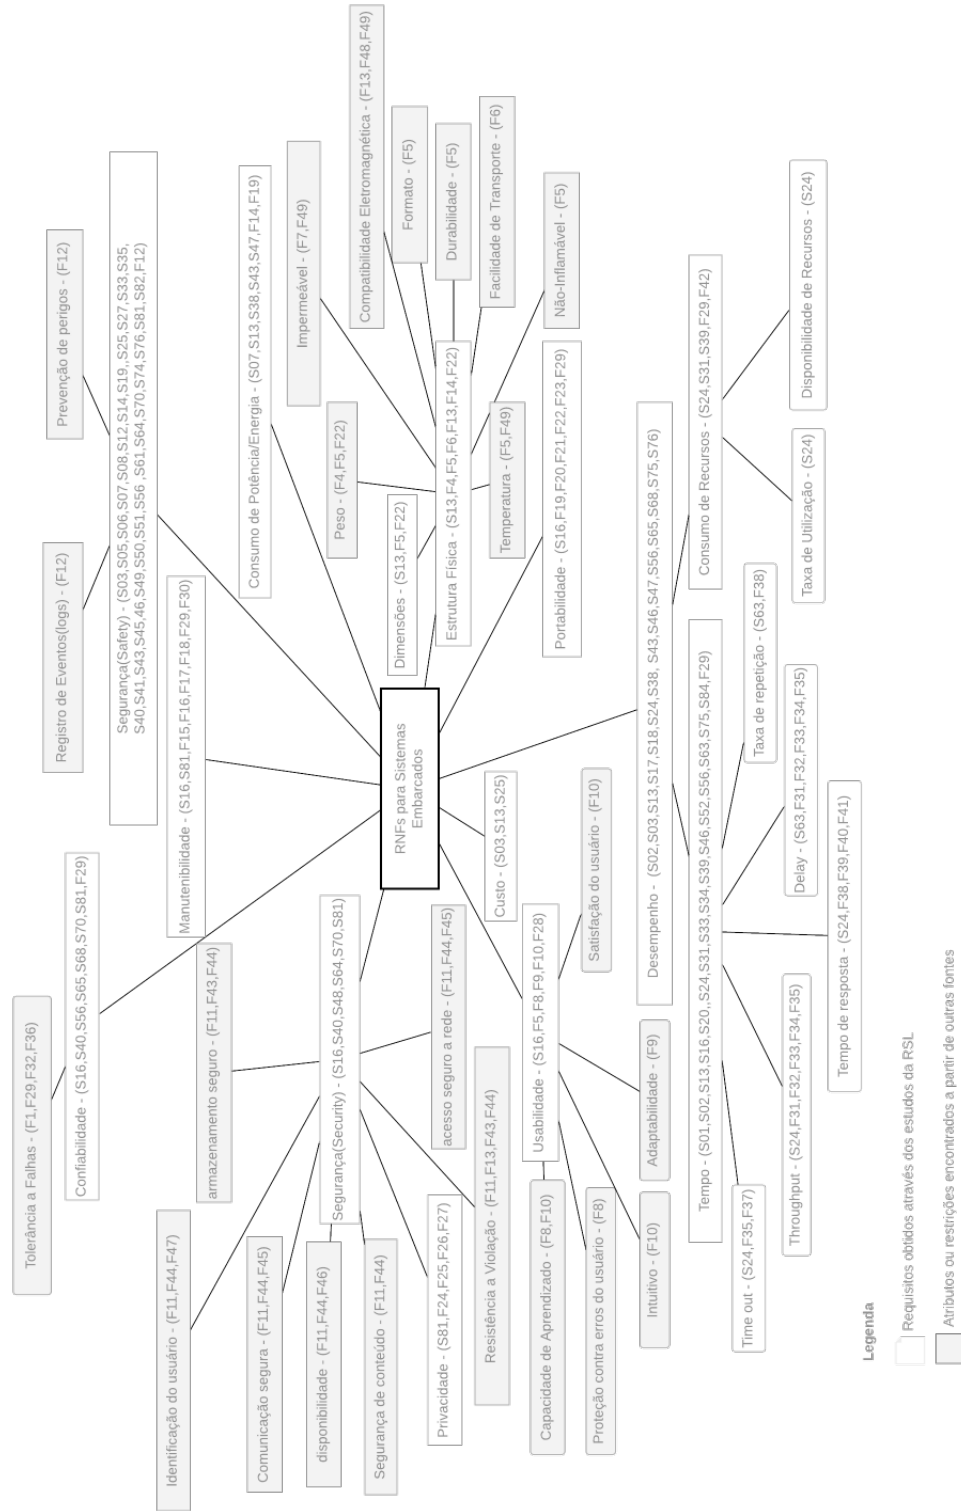 Tolerância a Falhas - (F1,F29,F32,F36)
Confiabilidade - (S16,S40,S56,S65,S68,S70,S81,F29)
Registro de Eventos(logs) - (F12)
Prevenção de perigos - (F12)
Segurança(Safety) - (S03,S05,S06,S07,S08,S12,S14,S19,,S25,S27,S33,S35,
S40,S41,S43,S45,46,S49,S50,S51,S56 ,S61,S64,S70,S74,S76,S81,S82,F12)
Manutenibilidade - (S16,S81,F15,F16,F17,F18,F29,F30)
Consumo de Potência/Energia - (S07,S13,S38,S43,S47,F14,F19)
Impermeável - (F7,F49)
Peso - (F4,F5,F22)
Compatibilidade Eletromagnética - (F13,F48,F49)
Formato - (F5)
Durabilidade - (F5)
Facilidade de Transporte - (F6)
Não-Inflamável - (F5)
Dimensões - (S13,F5,F22)
Estrutura Física - (S13,F4,F5,F6,F13,F14,F22)
Temperatura - (F5,F49)
Portabilidade - (S16,F19,F20,F21,F22,F23,F29)
RNFs para Sistemas
Embarcados
Identificação do usuário - (F11,F44,F47)
armazenamento seguro - (F11,F43,F44)
Comunicação segura - (F11,F44,F45)
disponibilidade - (F11,F44,F46)
Segurança(Security) - (S16,S40,S48,S64,S70,S81)
Segurança de conteúdo - (F11,F44)
acesso seguro a rede - (F11,F44,F45)
Privacidade - (S81,F24,F25,F26,F27)
Resistência a Violação - (F11,F13,F43,F44)
Custo - (S03,S13,S25)
Usabilidade - (S16,F5,F8,F9,F10,F28)
Capacidade de Aprendizado - (F8,F10)
Satisfação do usuário - (F10)
Proteção contra erros do usuário - (F8)
Intuitivo - (F10)
Adaptabilidade - (F9)
Desempenho - (S02,S03,S13,S17,S18,S24,S38, S43,S46,S47,S56,S65,S68,S75,S76)
Tempo - (S01,S02,S13,S16,S20,,S24,S31,S33,S34,S39,S46,S52,S56,S63,S75,S84,F29)
Consumo de Recursos - (S24,S31,S39,F29,F42)
Time out - (S24,F35,F37)
Throughput - (S24,F31,F32,F33,F34,F35)
Tempo de resposta - (S24,F38,F39,F40,F41)
Delay - (S63,F31,F32,F33,F34,F35)
Taxa de repetição - (S63,F38)
Taxa de Utilização - (S24)
Disponibilidade de Recursos - (S24)
Legenda
Requisitos obtidos através dos estudos da RSL
Atributos ou restrições encontrados a partir de outras fontes